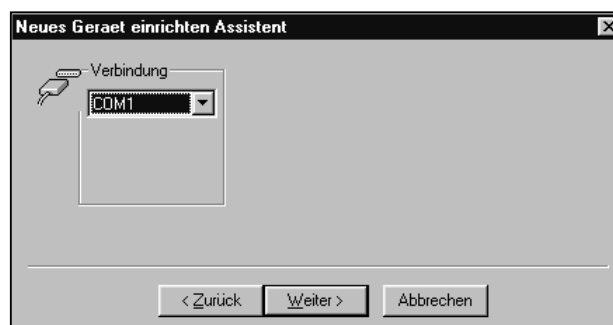 Neues Geraet einrichten Assistent
Verbindung
COM1
< Zurück Weiter > Abbrechen